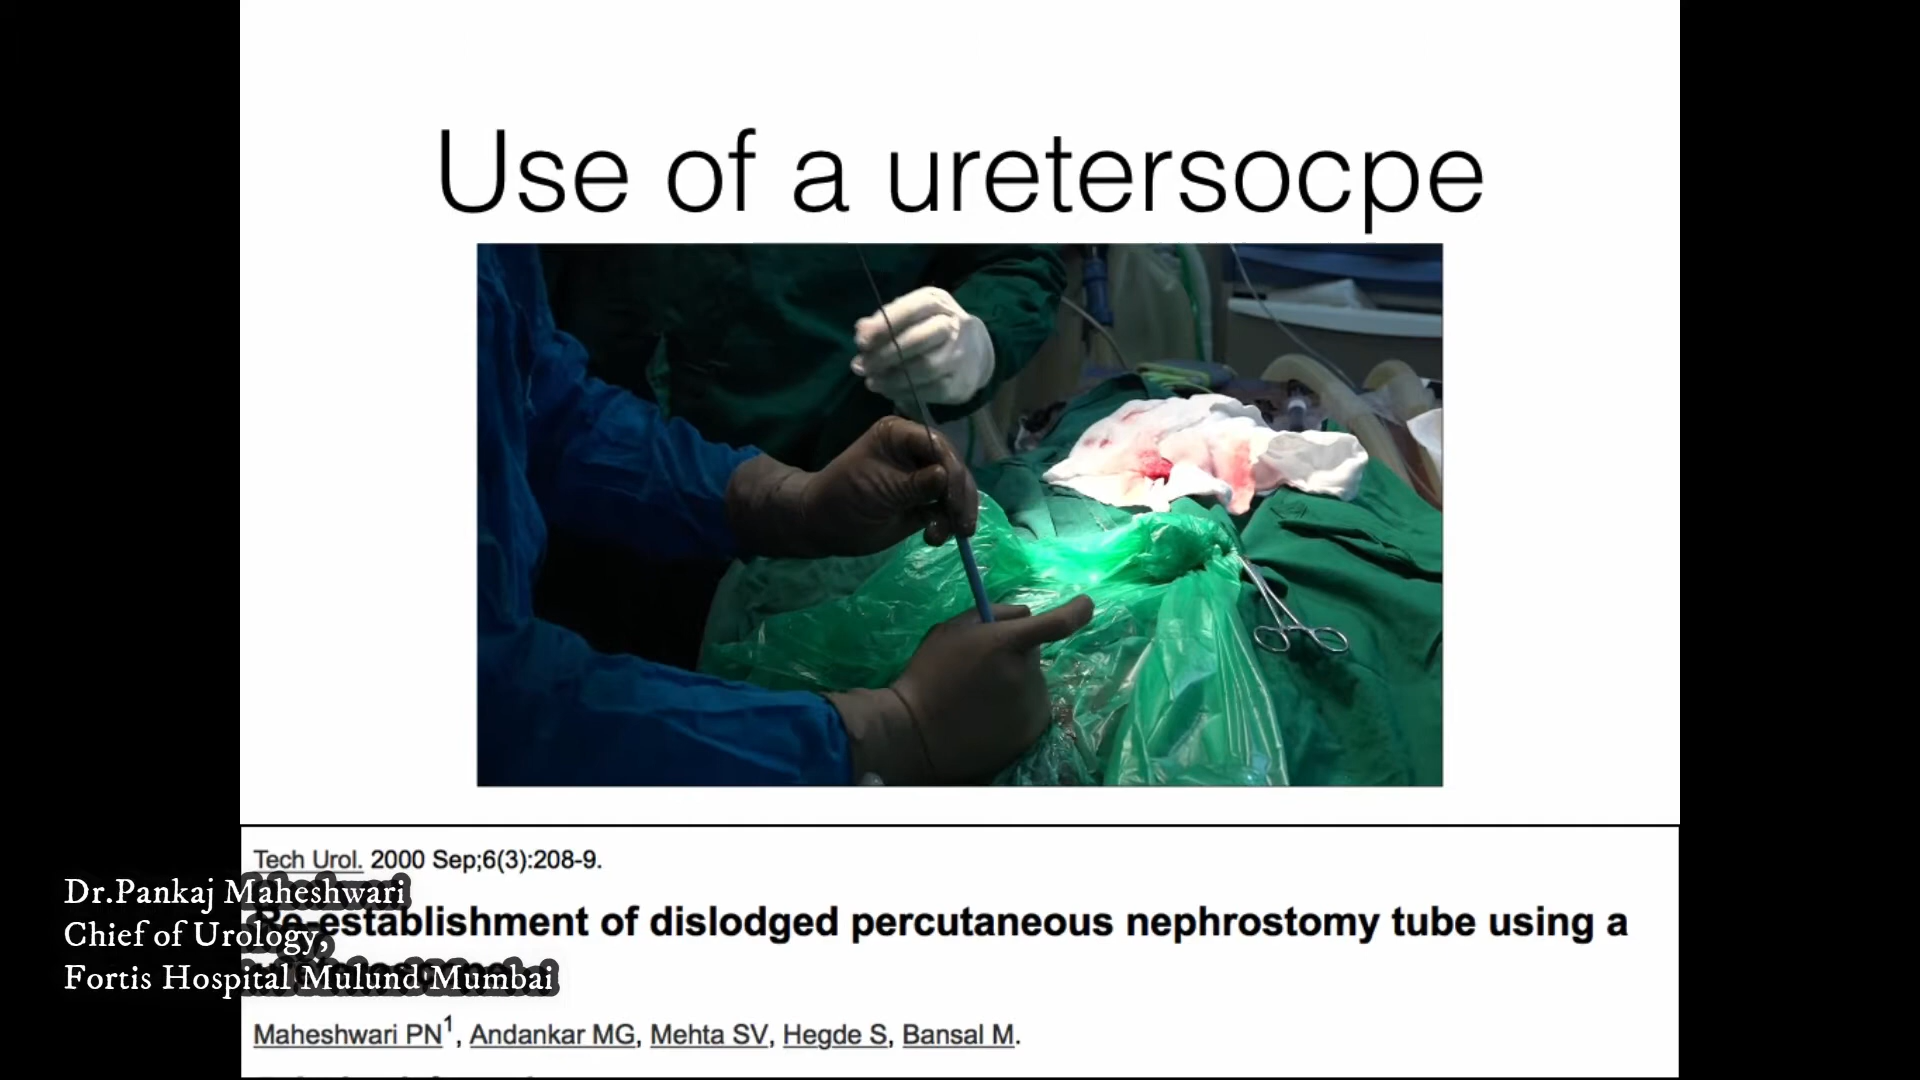 Use of a uretersocpe
Tech Urol. 2000 Sep;6(3):208-9.
Dr.Pankaj Maheshwari
Re-establishment of dislodged percutaneous nephrostomy tube using a
Chief of Urology,
Fortis Hospital Mulund Mumbai
Maheshwari PN1, Andankar MG, Mehta SV, Hegde S, Bansal M.